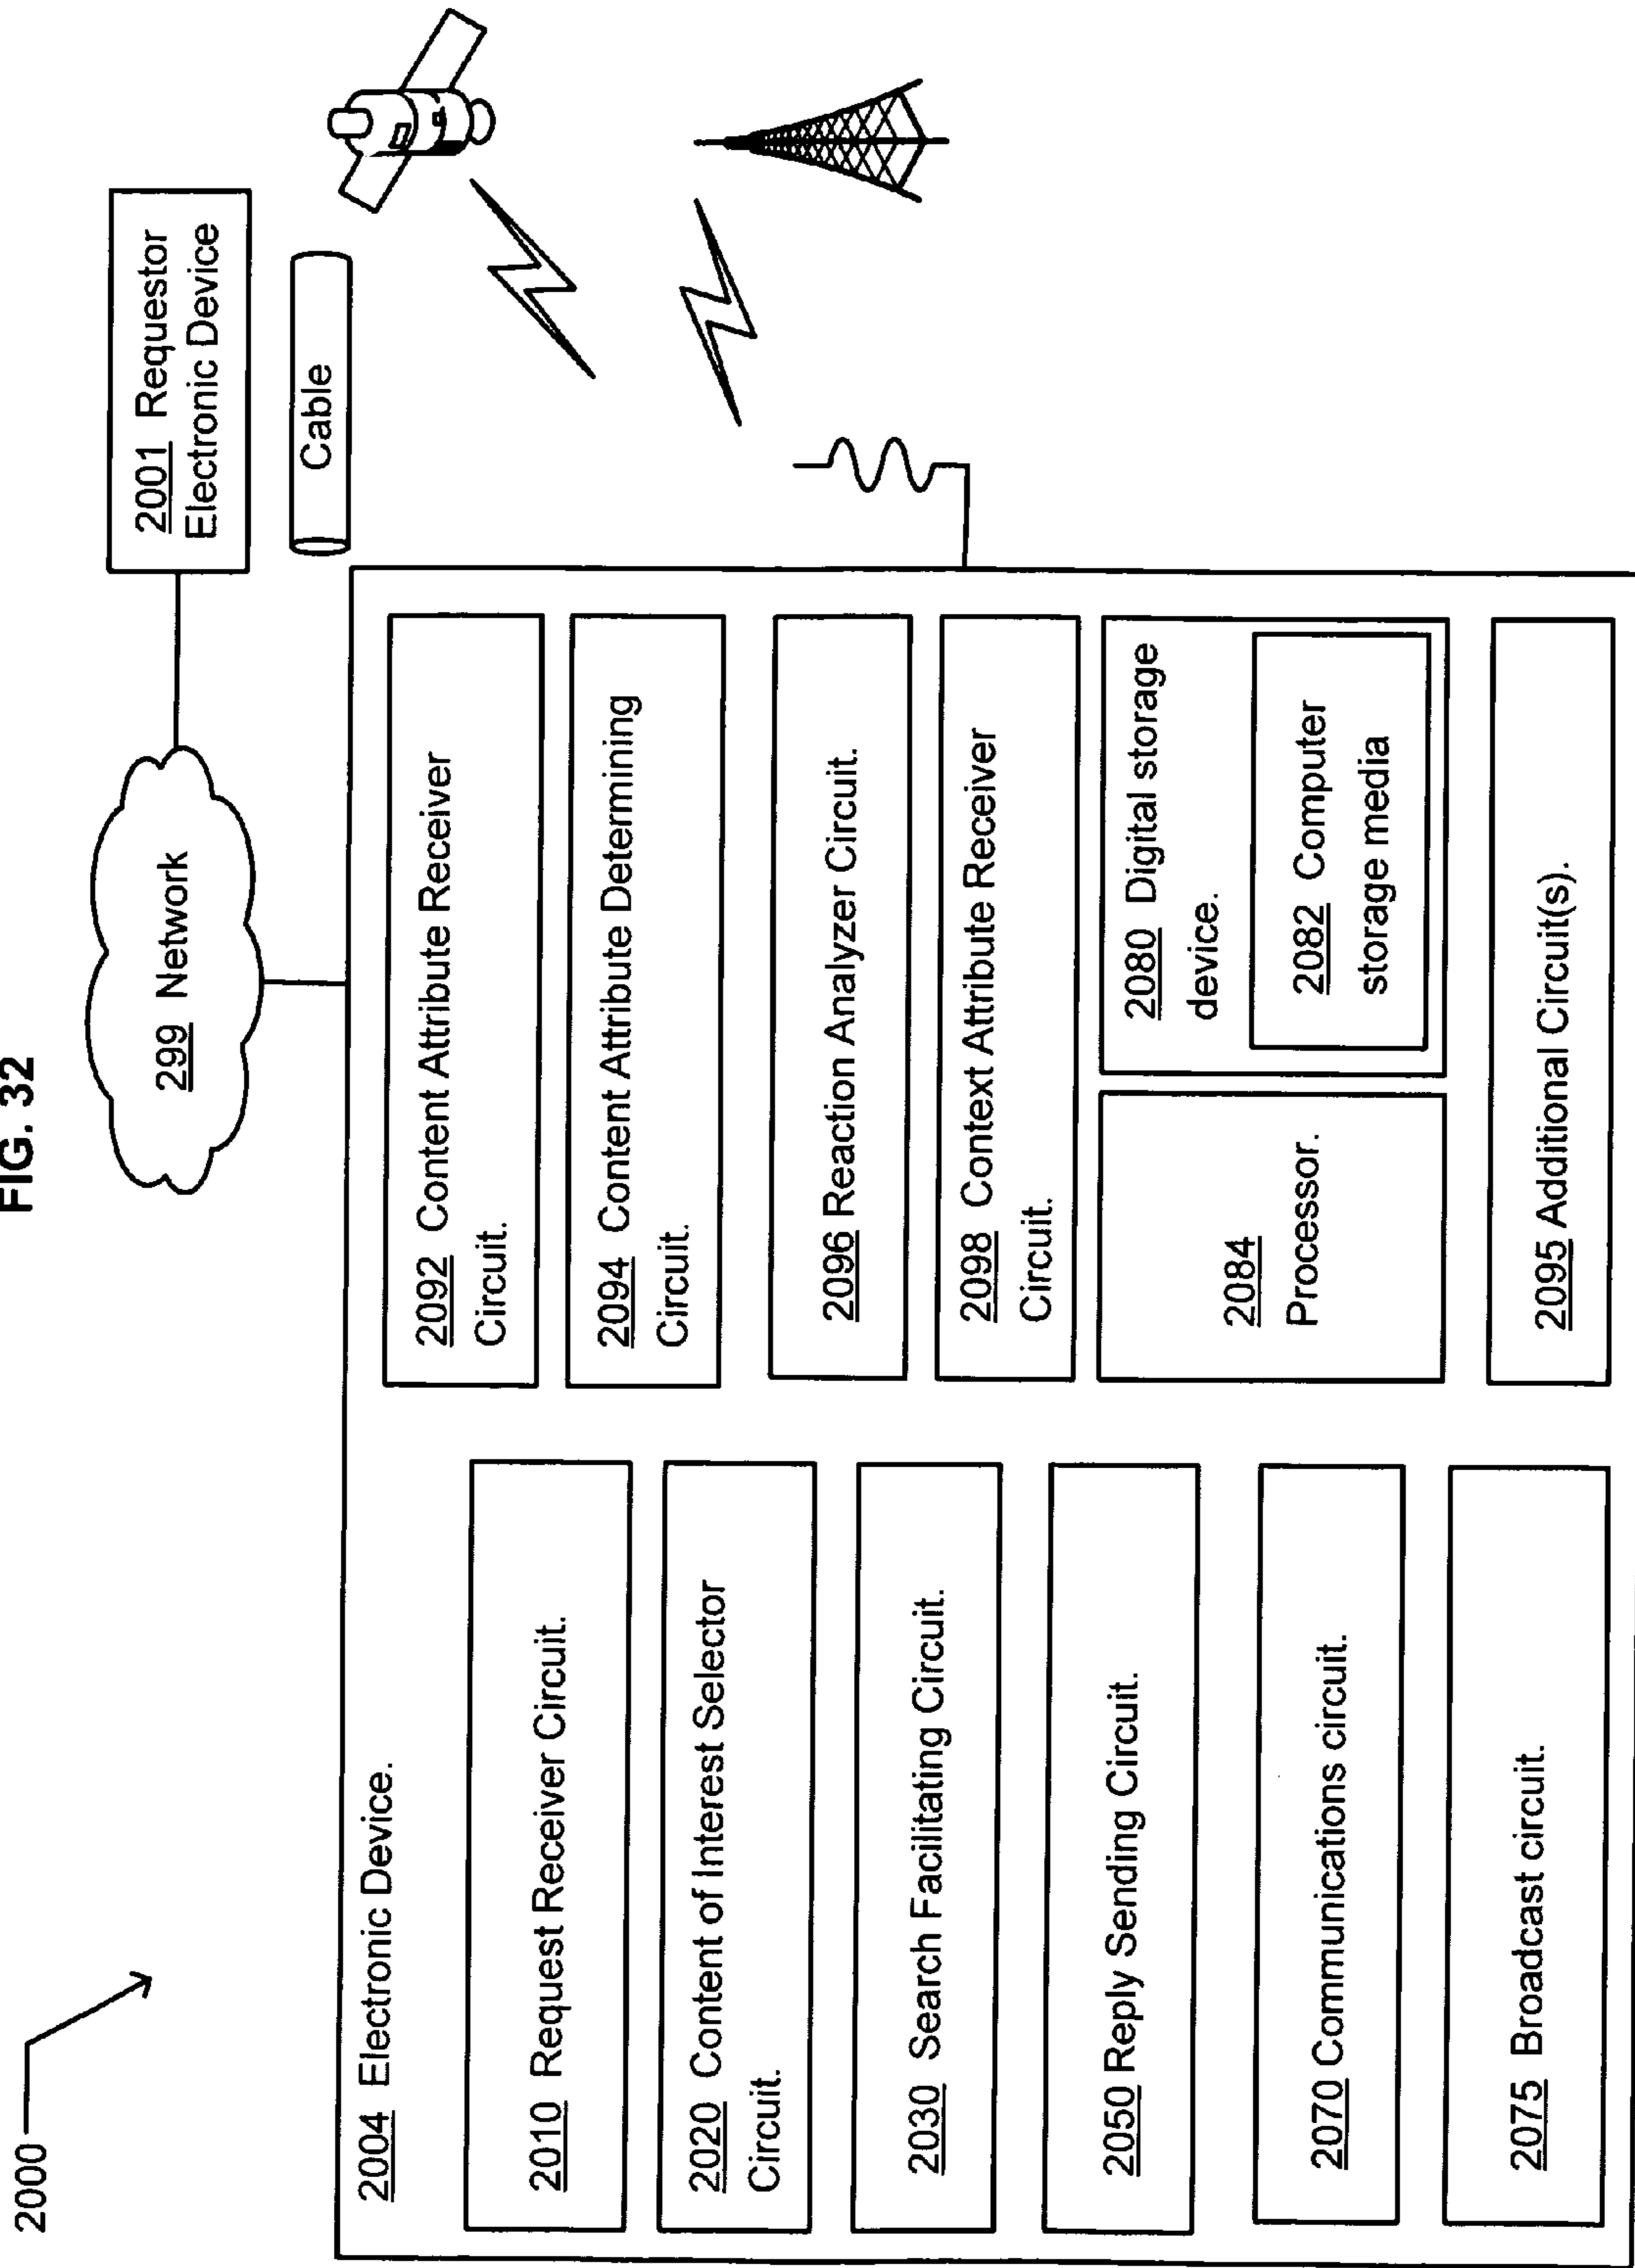 FIG. 32
2000
299 Network
2001 Requestor
Electronic Device
Cable
2004 Electronic Device.
2010 Request Receiver Circuit.
2020 Content of Interest Selector
Circuit.
2030 Search Facilitating Circuit.
2050 Reply Sending Circuit.
2070 Communications circuit.
2075 Broadcast circuit.
2092 Content Attribute Receiver
Circuit.
2094 Content Attribute Determining
Circuit.
2096 Reaction Analyzer Circuit.
2098 Context Attribute Receiver
Circuit.
2084
Processor.
2080 Digital storage
device.
2082 Computer
storage media
2095 Additional Circuit(s).